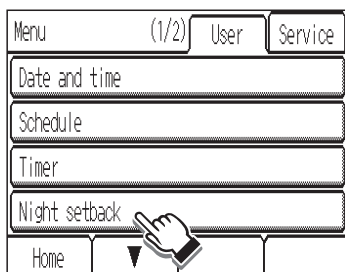 Menu (1/2) User Service
Date and time
Schedule
Timer
Night setback
Home ▼